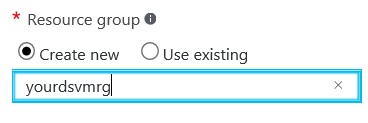 * Resource group
Create new Use existing
yourdsvmrg